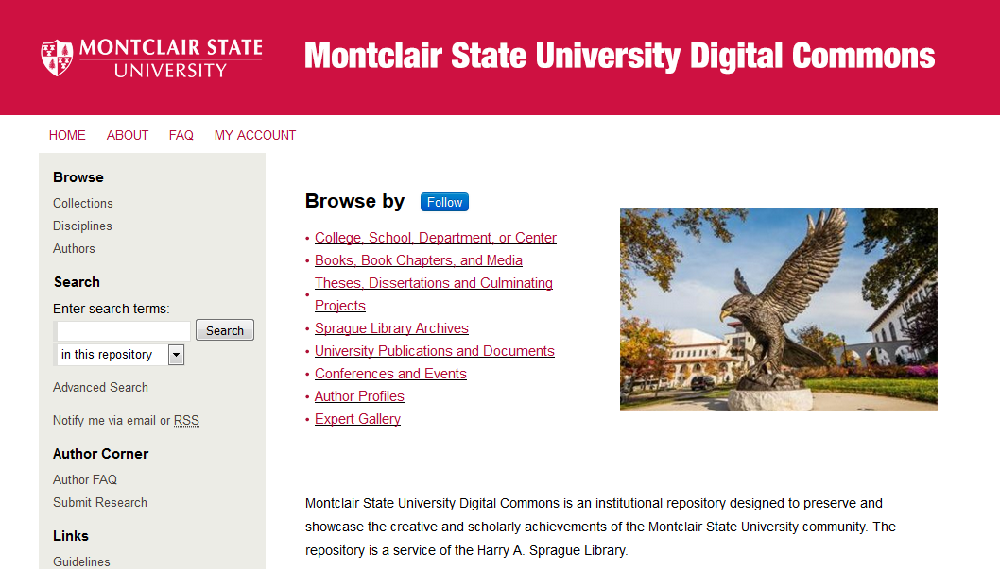 MONTCLAIR STATE
UNIVERSITY
Montclair State University Digital Commons
HOME ABOUT FAQ MY ACCOUNT
Browse
Collections
Disciplines
Authors
Search
Enter search terms:
Search
in this repository
Advanced Search
Notify me via email or RSS
Author Corner
Author FAQ
Submit Research
Links
Guidelines
Browse by Follow
• College, School, Department, or Center
• Books, Book Chapters, and Media
• Theses, Dissertations and Culminating
Projects
• Sprague Library Archives
• University Publications and Documents
• Conferences and Events
• Author Profiles
• Expert Gallery
Montclair State University Digital Commons is an institutional repository designed to preserve and
showcase the creative and scholarly achievements of the Montclair State University community. The
repository is a service of the Harry A. Sprague Library.